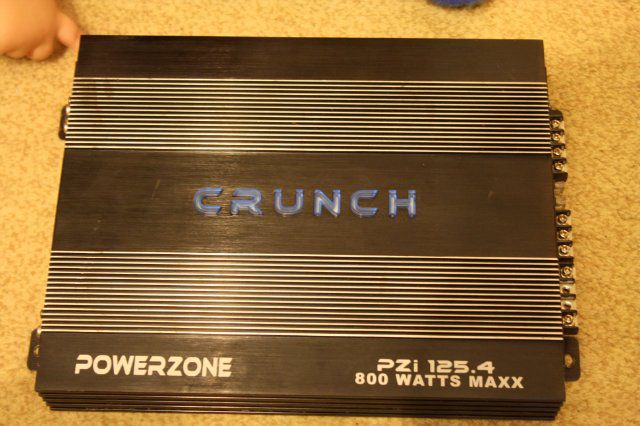 CRUNCH
POWERZONE
PZi 125.4
800 WATTS MAXX